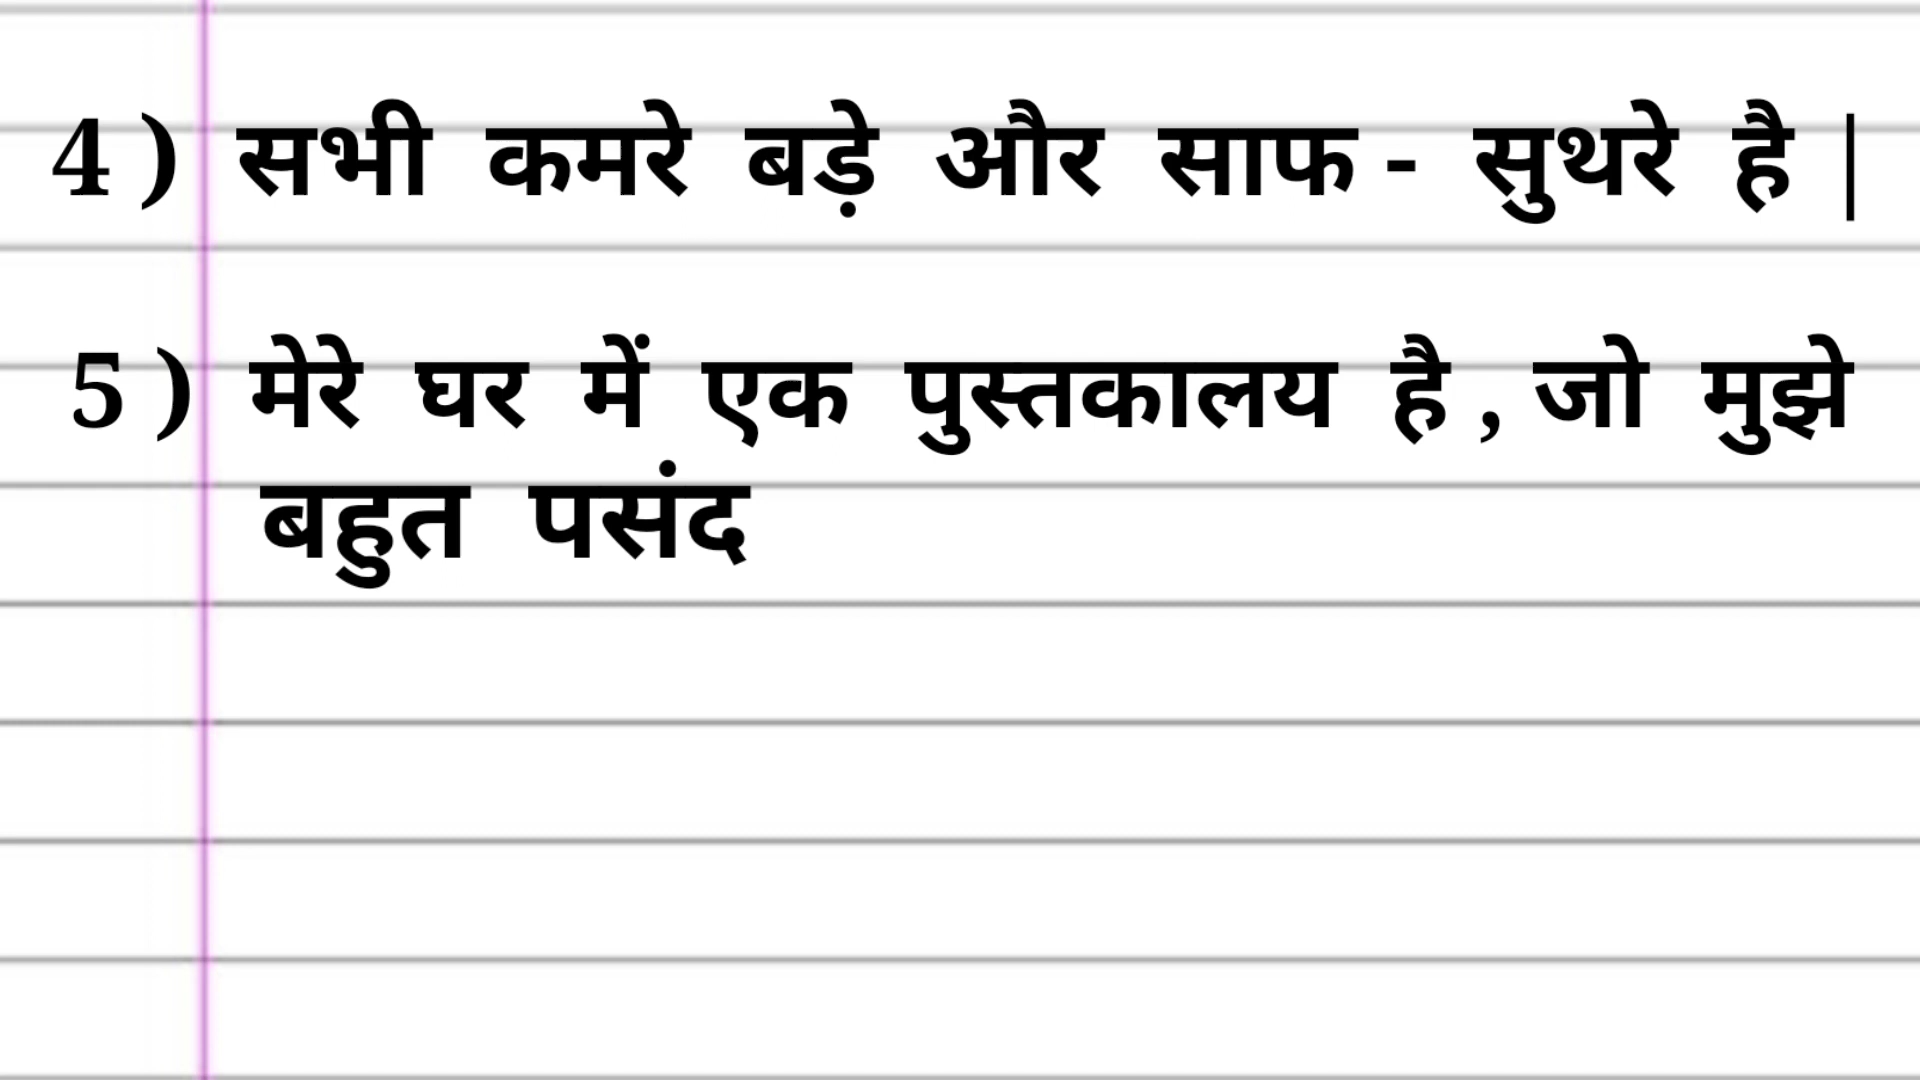 4) सभी कमरे बड़े और साफ - सुथरे है |
5) मेरे घर में एक पुस्तकालय है , जो मुझे
बहुत पसंद